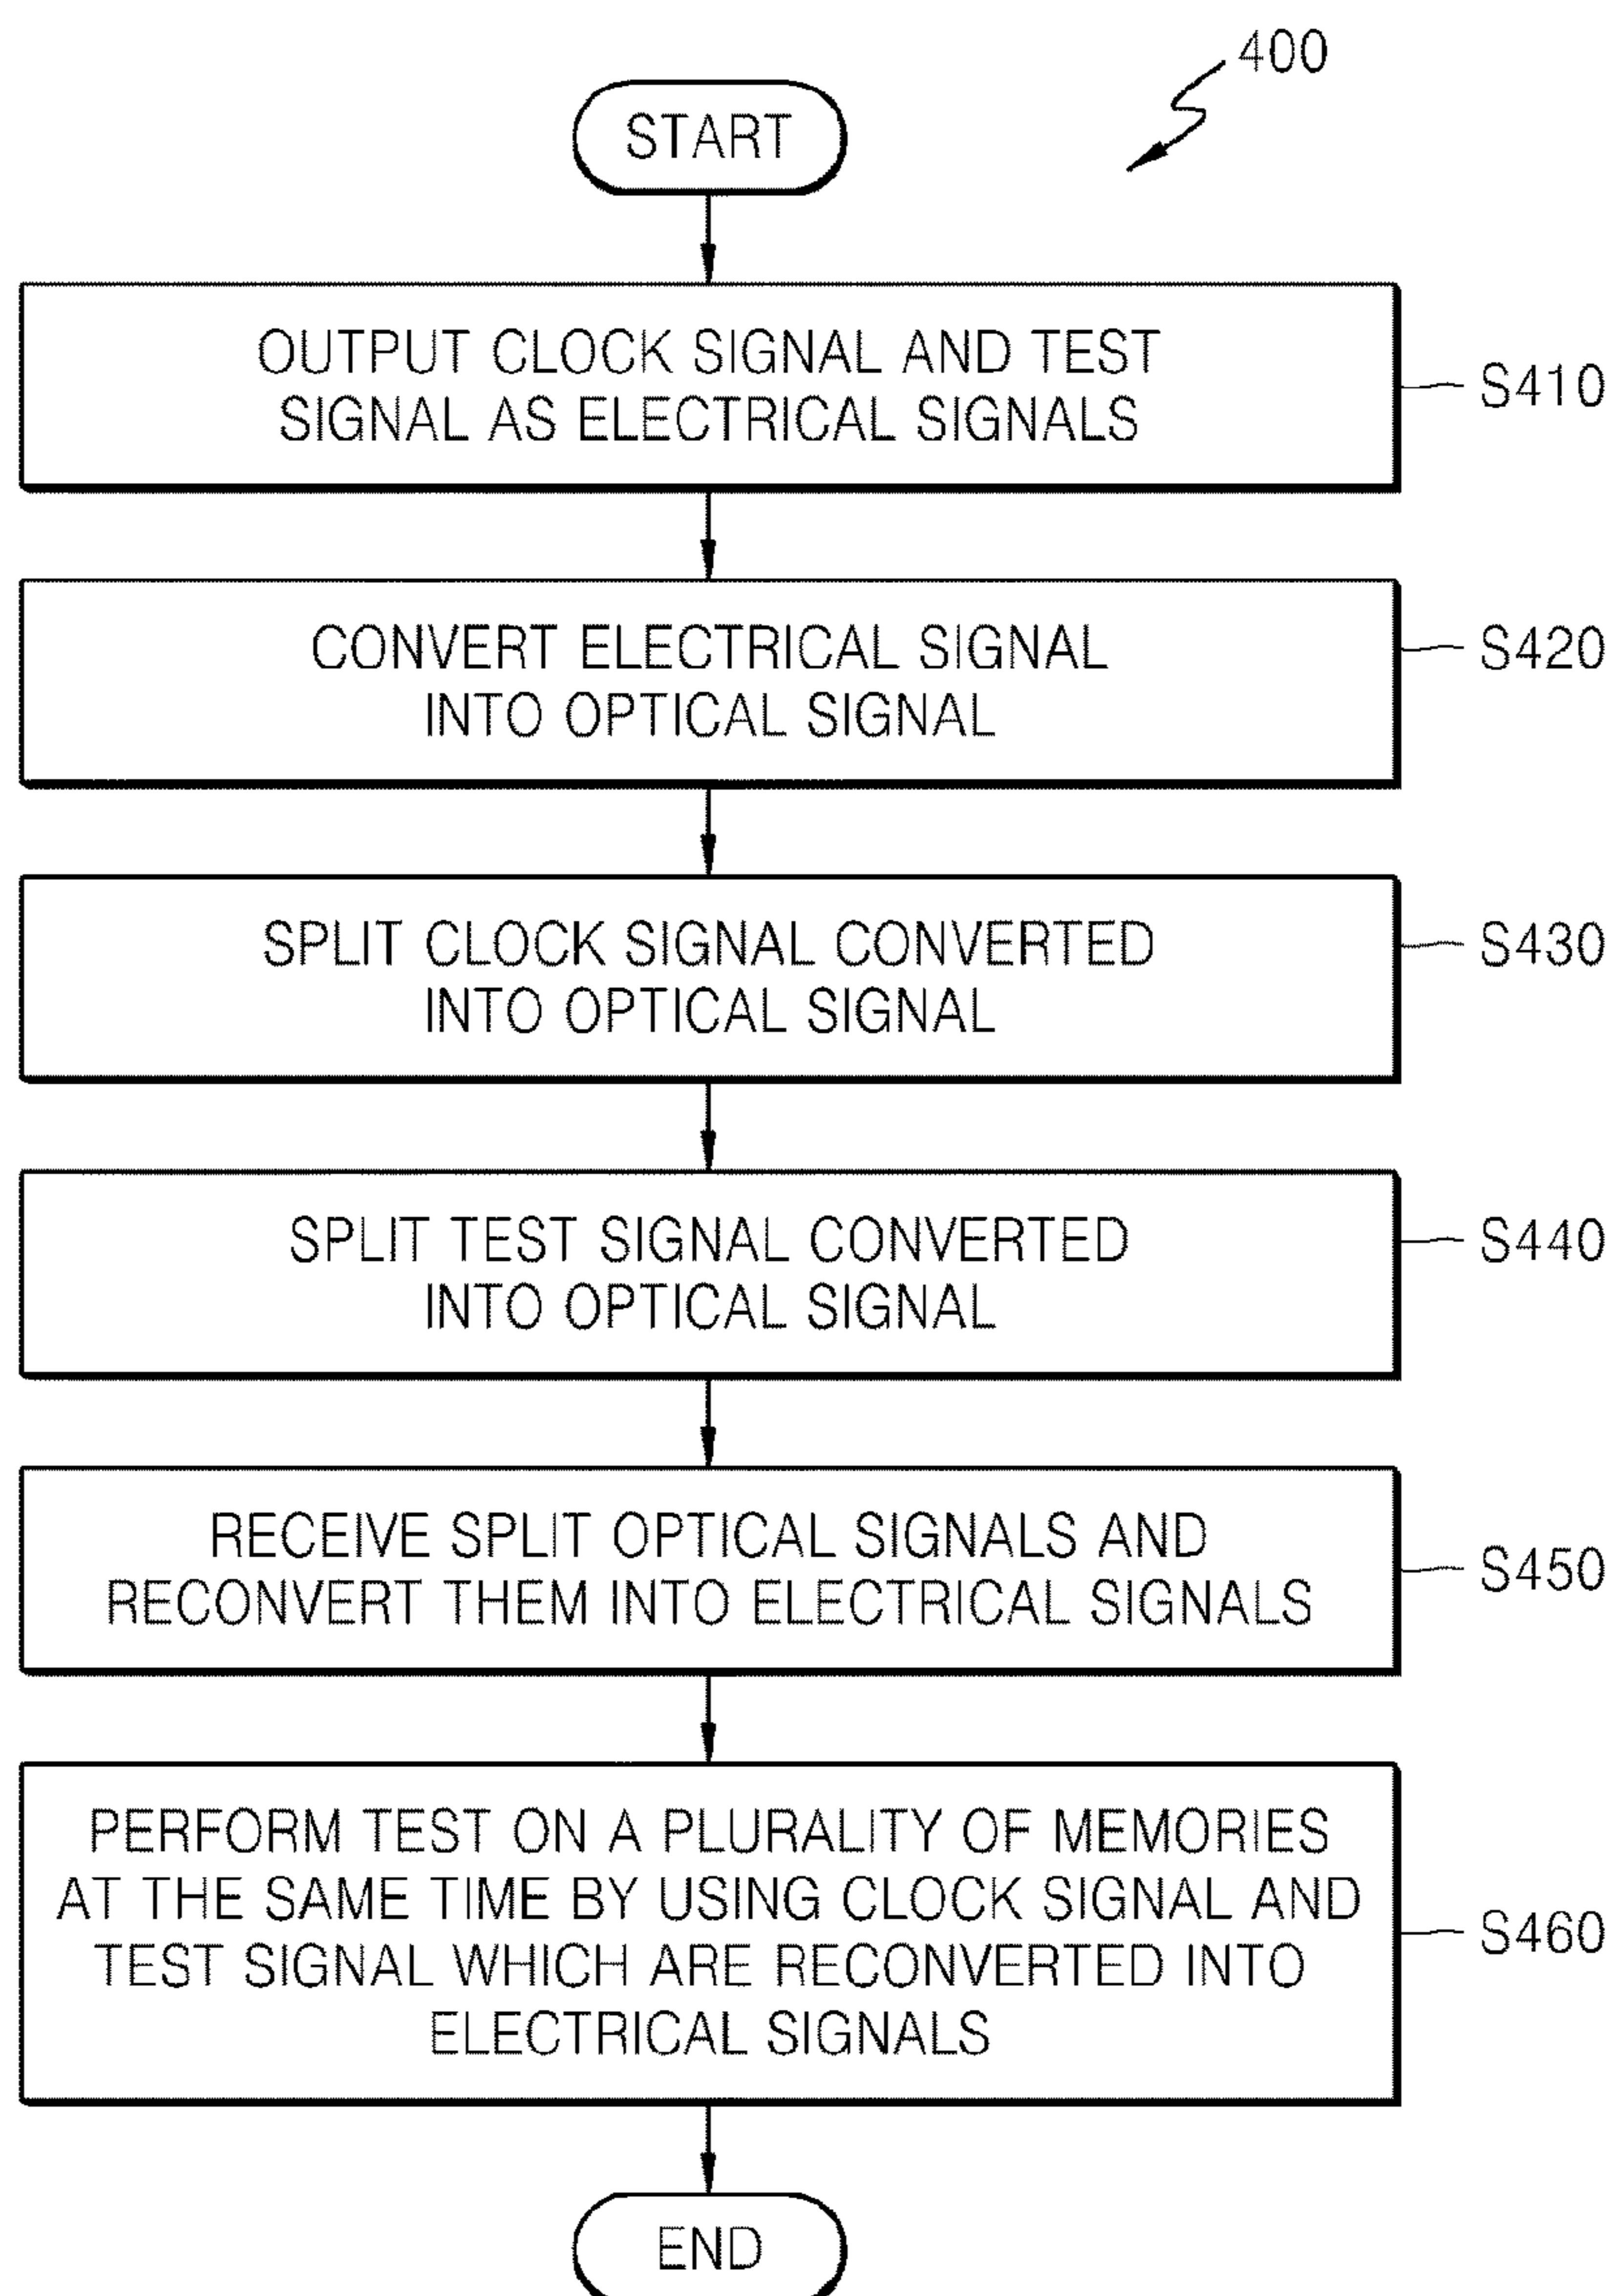 400
START
OUTPUT CLOCK SIGNAL AND TEST
SIGNAL AS ELECTRICAL SIGNALS
S410
CONVERT ELECTRICAL SIGNAL
INTO OPTICAL SIGNAL
S420
SPLIT CLOCK SIGNAL CONVERTED
INTO OPTICAL SIGNAL
S430
SPLIT TEST SIGNAL CONVERTED
INTO OPTICAL SIGNAL
S440
RECEIVE SPLIT OPTICAL SIGNALS AND
RECONVERT THEM INTO ELECTRICAL SIGNALS
S450
PERFORM TEST ON A PLURALITY OF MEMORIES
AT THE SAME TIME BY USING CLOCK SIGNAL AND
TEST SIGNAL WHICH ARE RECONVERTED INTO
ELECTRICAL SIGNALS
S460
END